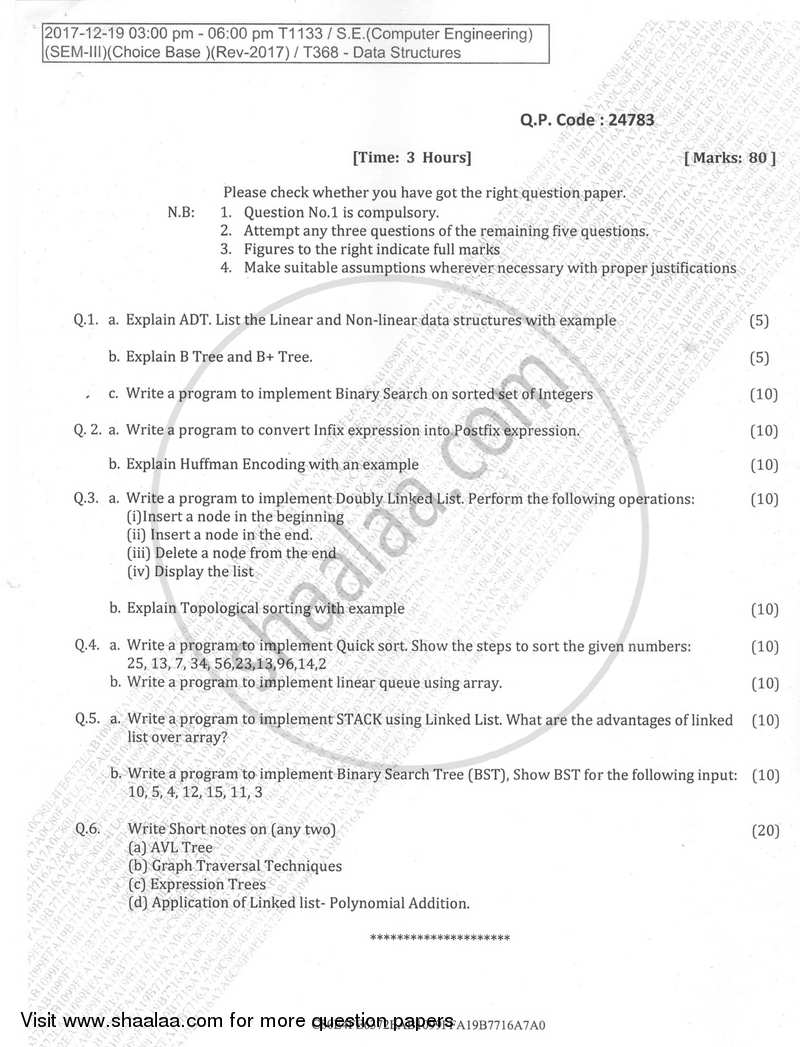 2017-12-19 03:00 pm - 06:00 pm T1133 / S.E.(Computer Engineering)
(SEM-III)(Choice Base )(Rev-2017) / T368 - Data Structures
Q.P. Code : 24783
[Time: 3 Hours] [ Marks: 80 ]
Please check whether you have got the right question paper.
N.B: 1. Question No.1 is compulsory.
2. Attempt any three questions of the remaining five questions.
3. Figures to the right indicate full marks
4. Make suitable assumptions wherever necessary with proper justifications
Q.1. a. Explain ADT. List the Linear and Non-linear data structures with example (5)
b. Explain B Tree and B+ Tree. (5)
c. Write a program to implement Binary Search on sorted set of Integers (10)
Q. 2. a. Write a program to convert Infix expression into Postfix expression. (10)
b. Explain Huffman Encoding with an example (10)
Q.3. a. Write a program to implement Doubly Linked List. Perform the following operations: (10)
(i)Insert a node in the beginning
(ii) Insert a node in the end.
(iii) Delete a node from the end
(iv) Display the list
b. Explain Topological sorting with example (10)
Q.4. a. Write a program to implement Quick sort. Show the steps to sort the given numbers: (10)
25, 13, 7, 34, 56,23,13,96,14,2
b. Write a program to implement linear queue using array. (10)
Q.5. a. Write a program to implement STACK using Linked List. What are the advantages of linked (10)
list over array?
b. Write a program to implement Binary Search Tree (BST), Show BST for the following input: (10)
10, 5, 4, 12, 15, 11, 3
Q.6. Write Short notes on (any two) (20)
(a) AVL Tree
(b) Graph Traversal Techniques
(c) Expression Trees
(d) Application of Linked list- Polynomial Addition.
*********************
shaalaa.com
Visit www.shaalaa.com for more question papers